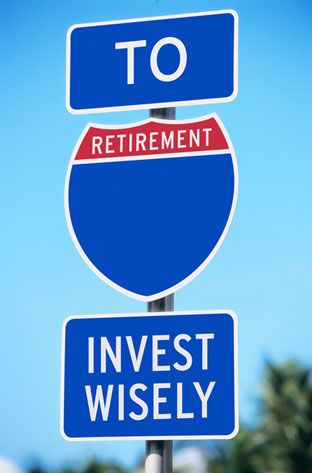 TO
RETIREMENT
INVEST
WISELY